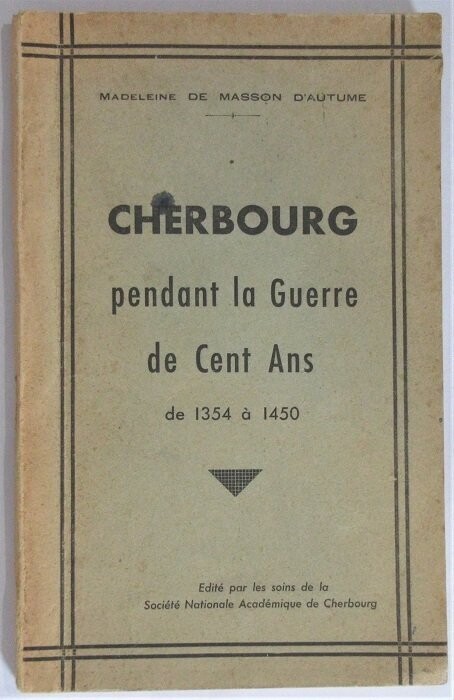 MADELEINE DE MASSON D'AUTUME
CHERBOURG
pendant la Guerre
de Cent Ans
de 1354 à 1450
Edité par les soins de la
Société Nationale Académique de Cherbourg